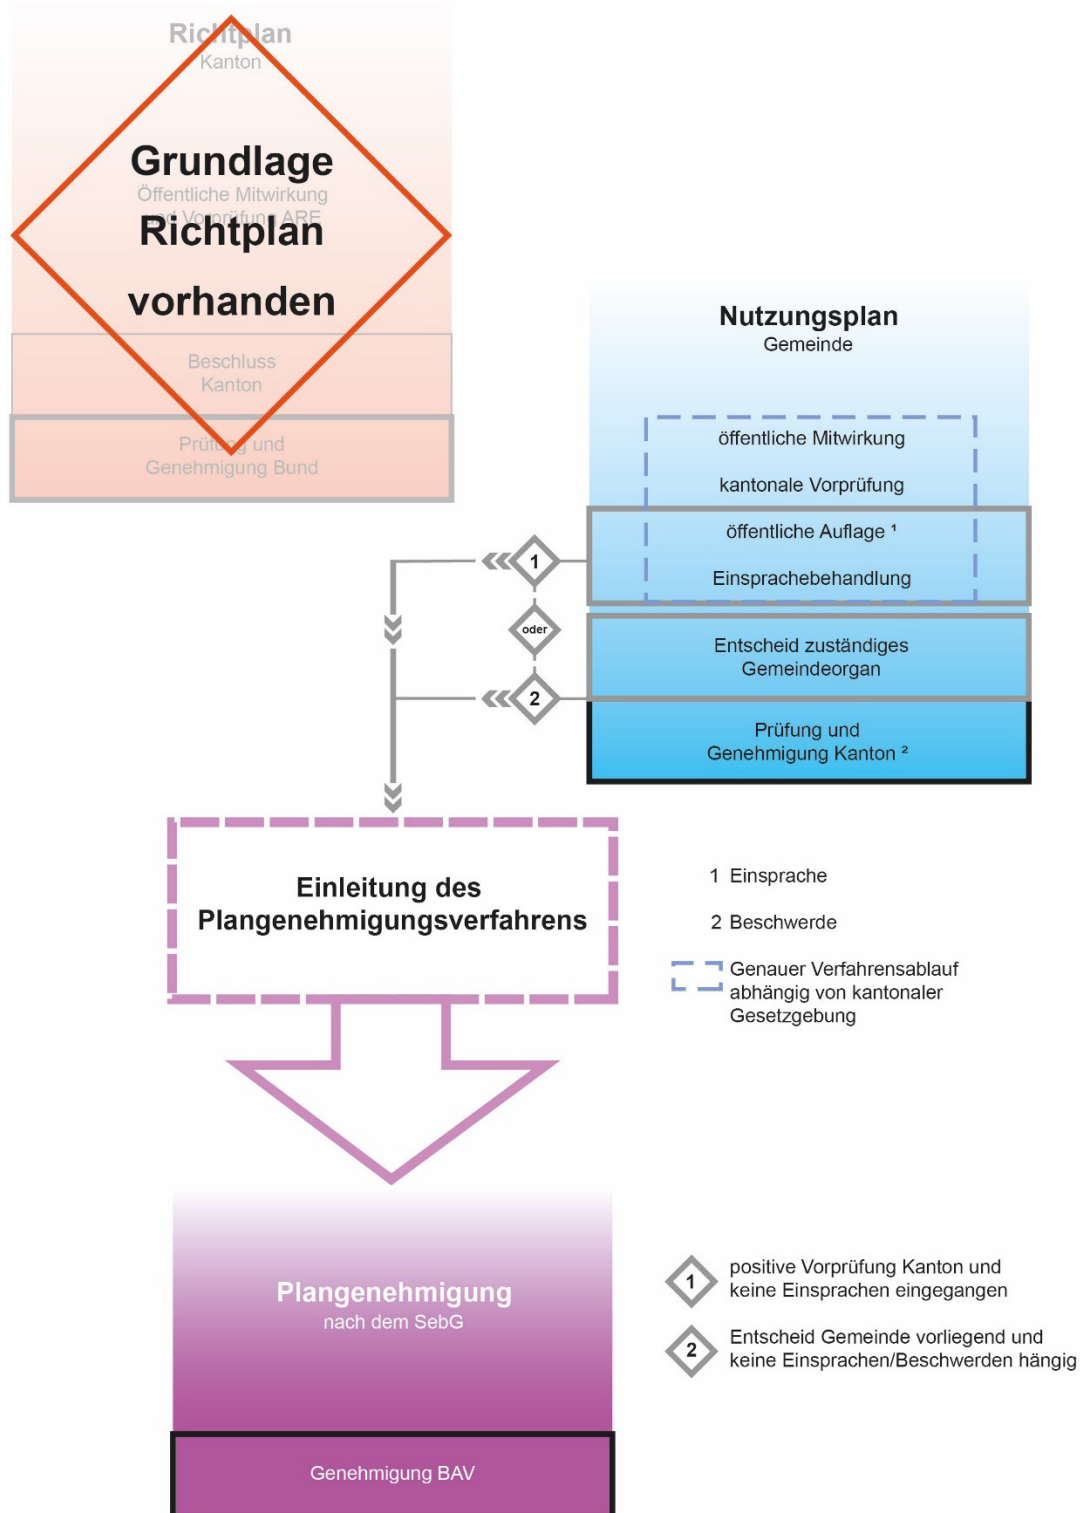 Richtplan
Kanton
Grundlage
Öffentliche Mitwirkung
und Vorprüfung ARE
Richtplan
vorhanden
Beschluss
Kanton
Prüfung und
Genehmigung Bund
Nutzungsplan
Gemeinde
öffentliche Mitwirkung
kantonale Vorprüfung
öffentliche Auflage ¹
Einsprachebehandlung
1
oder
2
Entscheid zuständiges
Gemeindeorgan
Prüfung und
Genehmigung Kanton ²
Einleitung des
Plangenehmigungsverfahrens
1 Einsprache
2 Beschwerde
Genauer Verfahrensablauf
abhängig von kantonaler
Gesetzgebung
Plangenehmigung
nach dem SebG
Genehmigung BAV
1 positive Vorprüfung Kanton und
keine Einsprachen eingegangen
2 Entscheid Gemeinde vorliegend und
keine Einsprachen/Beschwerden hängig